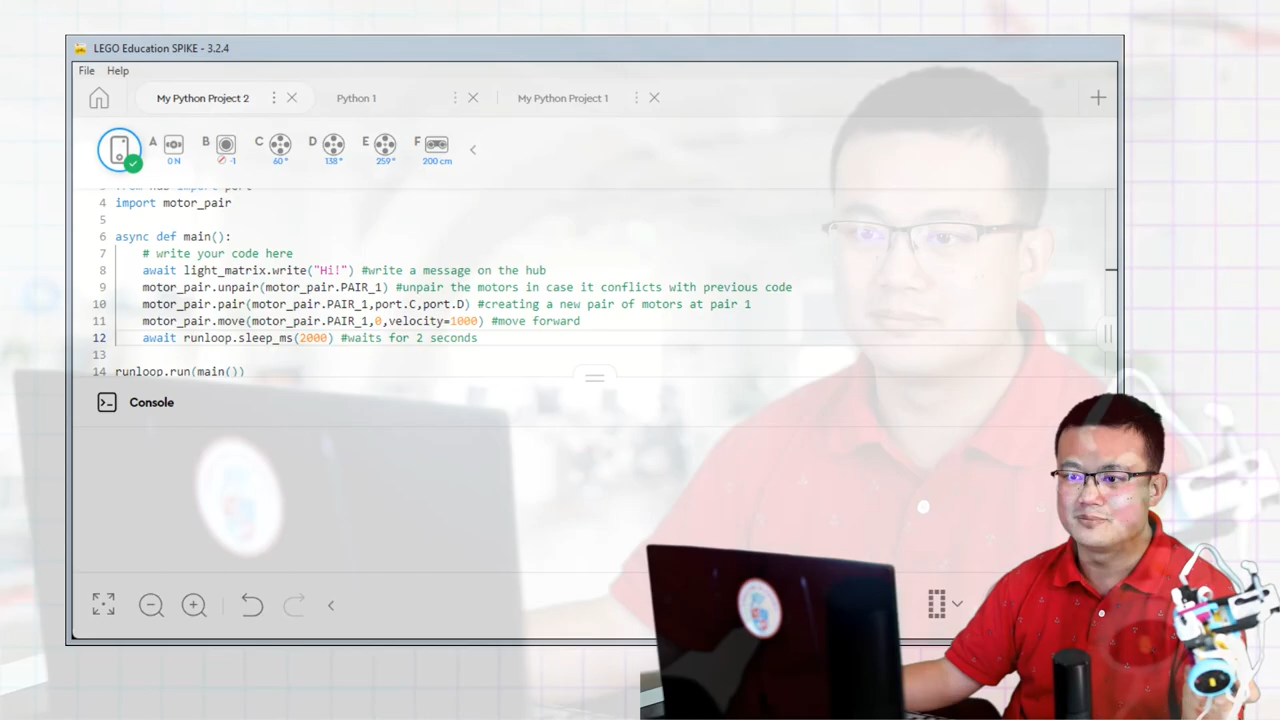 LEGO Education SPIKE - 3.2.4
File Help
My Python Project 2 Python 1 My Python Project 1
A B C D E F
0 N -1 60° 138° 259° 200 cm
4 import motor_pair
5
6 async def main():
7 # write your code here
8 await light_matrix.write("Hi!") #write a message on the hub
9 motor_pair.unpair(motor_pair.PAIR_1) #unpair the motors in case it conflicts with previous code
10 motor_pair.pair(motor_pair.PAIR_1,port.C,port.D) #creating a new pair of motors at pair 1
11 motor_pair.move(motor_pair.PAIR_1,0,velocity=1000) #move forward
12 await runloop.sleep_ms(2000) #waits for 2 seconds
13
14 runloop.run(main())
Console